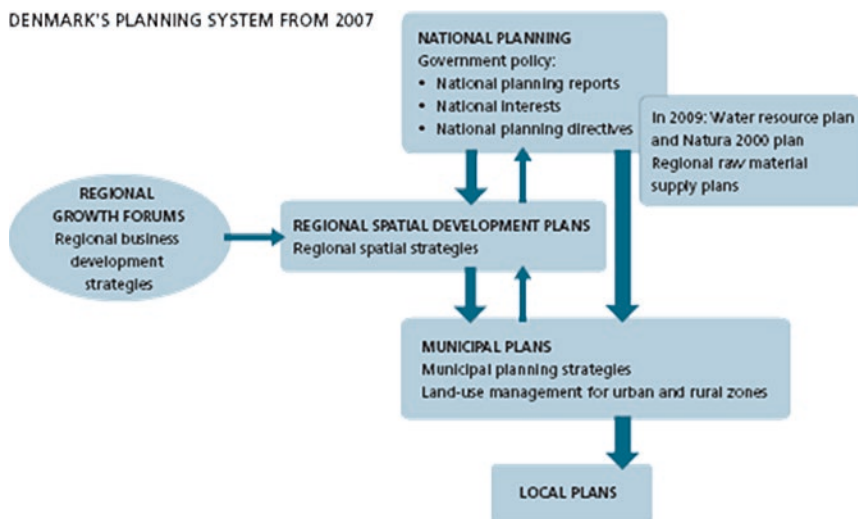 DENMARK'S PLANNING SYSTEM FROM 2007
NATIONAL PLANNING
Government policy:
• National planning reports
• National interests
• National planning directives
In 2009: Water resource plan
and Natura 2000 plan
Regional raw material
supply plans
REGIONAL
GROWTH FORUMS
Regional business
development
strategies
REGIONAL SPATIAL DEVELOPMENT PLANS
Regional spatial strategies
MUNICIPAL PLANS
Municipal planning strategies
Land-use management for urban and rural zones
LOCAL PLANS